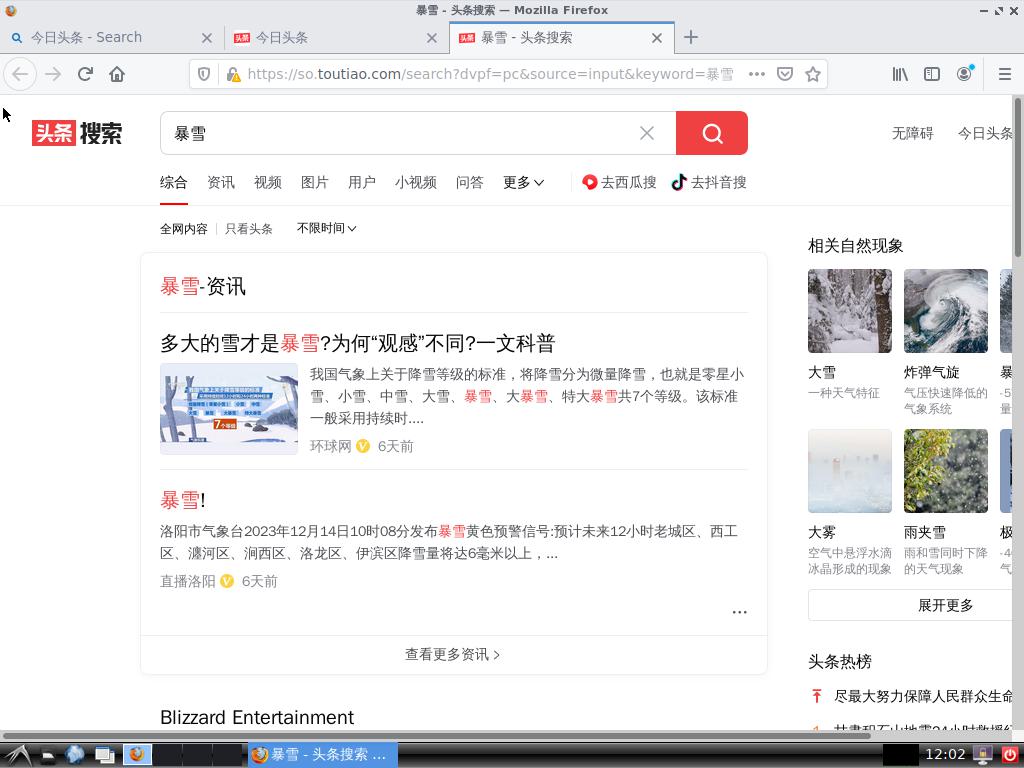 暴雪 - 头条搜索 — Mozilla Firefox
今日头条 - Search
头条 今日头条
头条 暴雪 - 头条搜索
https://so.toutiao.com/search?dvpf=pc&source=input&keyword=暴雪
头条搜索
暴雪
无障碍 今日头条
综合 资讯 视频 图片 用户 小视频 问答 更多 去西瓜搜 去抖音搜
全网内容 只看头条 不限时间
暴雪-资讯
多大的雪才是暴雪?为何“观感”不同?一文科普
我国气象上关于降雪等级的标准，将降雪分为微量降雪，也就是零星小
雪、小雪、中雪、大雪、暴雪、大暴雪、特大暴雪共7个等级。该标准
一般采用持续时....
7个等级
环球网 6天前
暴雪!
洛阳市气象台2023年12月14日10时08分发布暴雪黄色预警信号:预计未来12小时老城区、西工
区、瀍河区、涧西区、洛龙区、伊滨区降雪量将达6毫米以上，...
直播洛阳 6天前
查看更多资讯
Blizzard Entertainment
相关自然现象
大雪
一种天气特征
炸弹气旋
气压快速降低的
气象系统
大雾
空气中悬浮水滴
冰晶形成的现象
雨夹雪
雨和雪同时下降
的天气现象
展开更多
头条热榜
尽最大努力保障人民群众生命
暴雪 - 头条搜索 ...
12:02